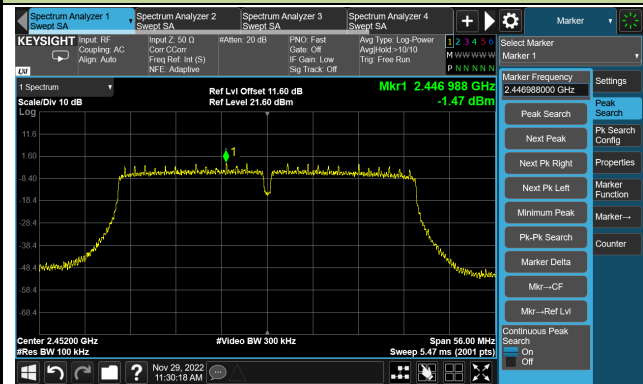 Spectrum Analyzer 1
Swept SA
Spectrum Analyzer 2
Swept SA
Spectrum Analyzer 3
Swept SA
Spectrum Analyzer 4
Swept SA
Marker
KEYSIGHT
LXI
Input: RF
Coupling: AC
Align: Auto
Input Z: 50 Ω
Corr CCorr
Freq Ref: Int (S)
NFE: Adaptive
#Atten: 20 dB
PNO: Fast
Gate: Off
IF Gain: Low
Sig Track: Off
Avg Type: Log-Power
Avg|Hold:>10/10
Trig: Free Run
1 2 3 4 5 6
M W W W W W
P N N N N N
Select Marker
Marker 1
1 Spectrum
Scale/Div 10 dB
Log
Ref Lvl Offset 11.60 dB
Ref Level 21.60 dBm
Mkr1 2.446 988 GHz
-1.47 dBm
11.6
1.60
-8.40
-18.4
-28.4
-38.4
-48.4
-58.4
-68.4
1
Center 2.45200 GHz
#Res BW 100 kHz
#Video BW 300 kHz
Span 56.00 MHz
Sweep 5.47 ms (2001 pts)
Marker Frequency
2.446988000 GHz
Peak Search
Next Peak
Next Pk Right
Next Pk Left
Minimum Peak
Pk-Pk Search
Marker Delta
Mkr→CF
Mkr→Ref Lvl
Continuous Peak
Search
On
Off
Settings
Peak
Search
Pk Search
Config
Properties
Marker
Function
Marker→
Counter
Nov 29, 2022
11:30:18 AM